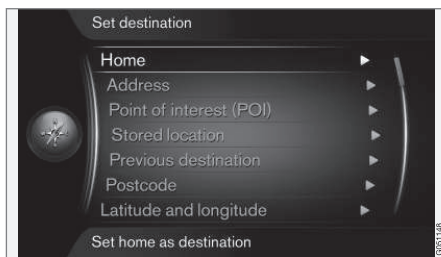 Set destination
Home
Address
Point of interest (POI)
Stored location
Previous destination
Postcode
Latitude and longitude
Set home as destination
G051148